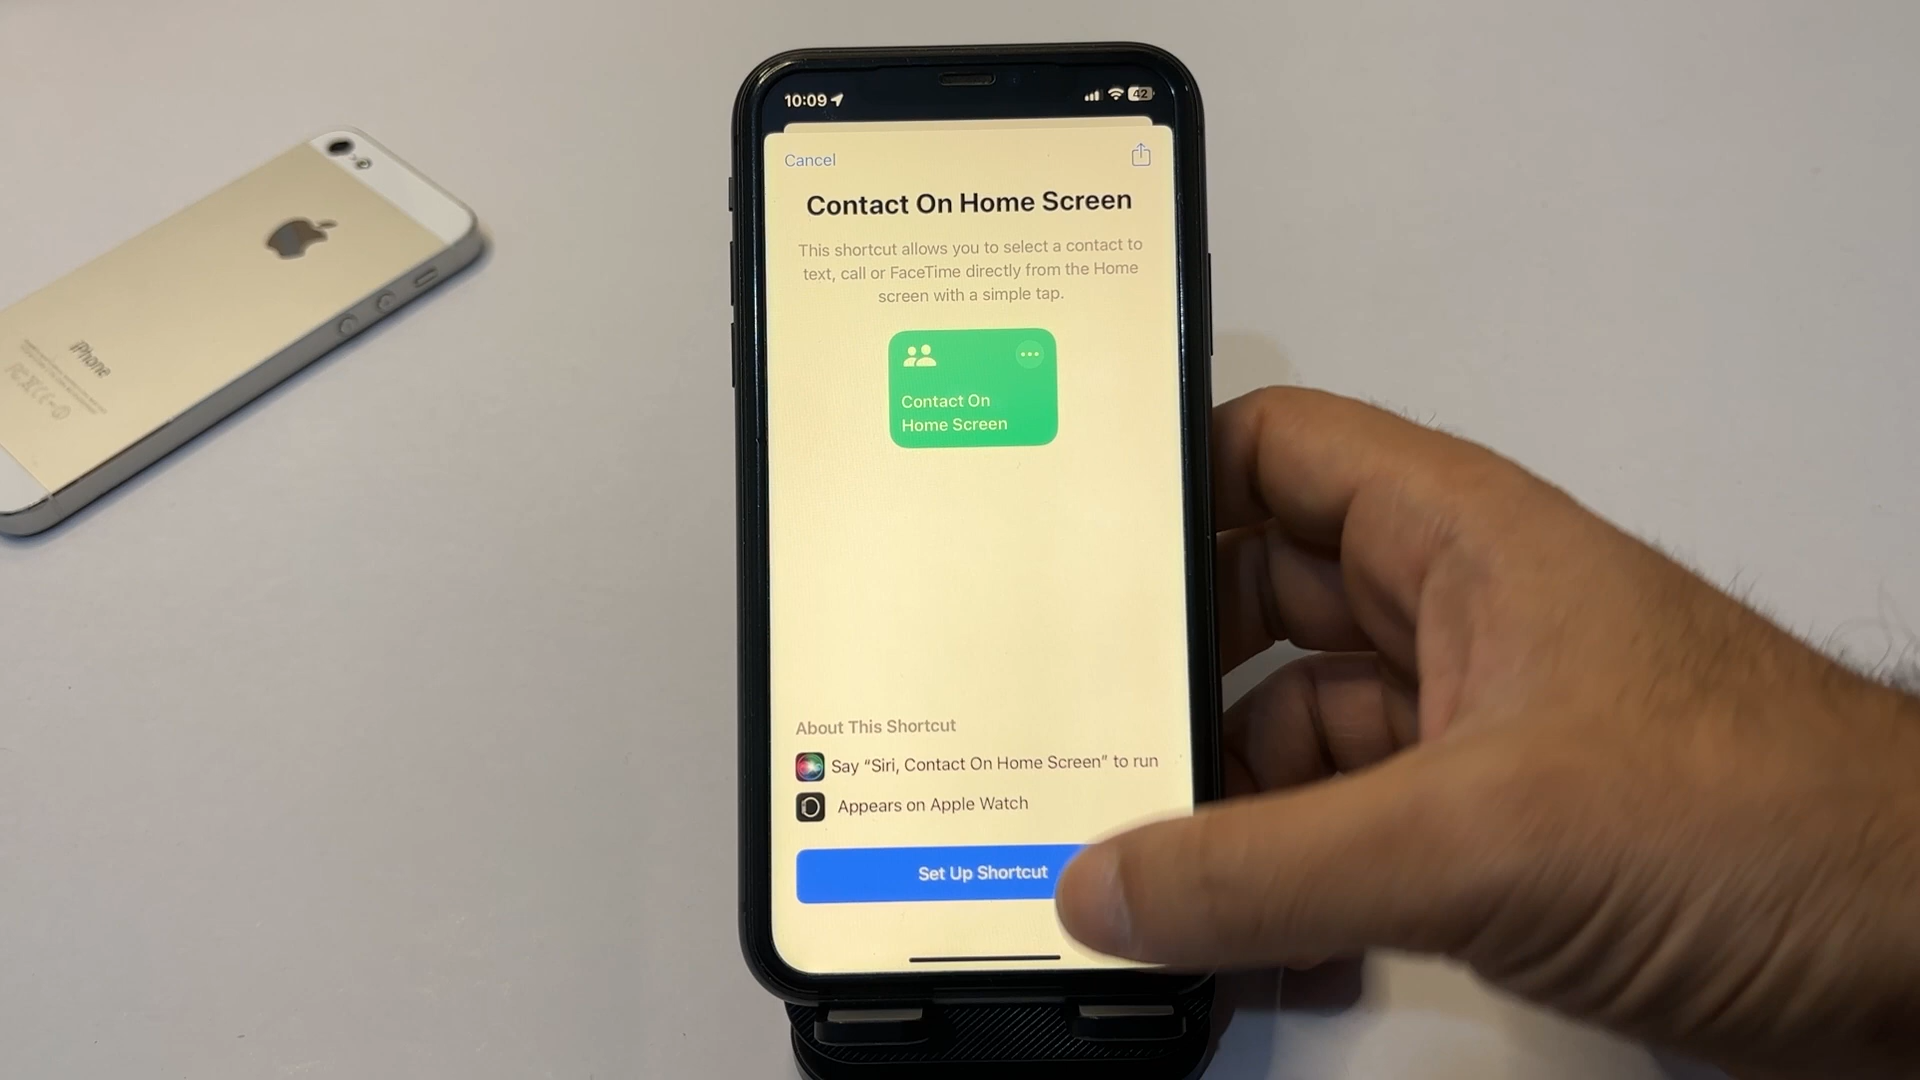 10:09
42
Cancel
Contact On Home Screen
This shortcut allows you to select a contact to
text, call or FaceTime directly from the Home
screen with a simple tap.
Contact On
Home Screen
About This Shortcut
Say “Siri, Contact On Home Screen” to run
Appears on Apple Watch
Set Up Shortcut
iPhone